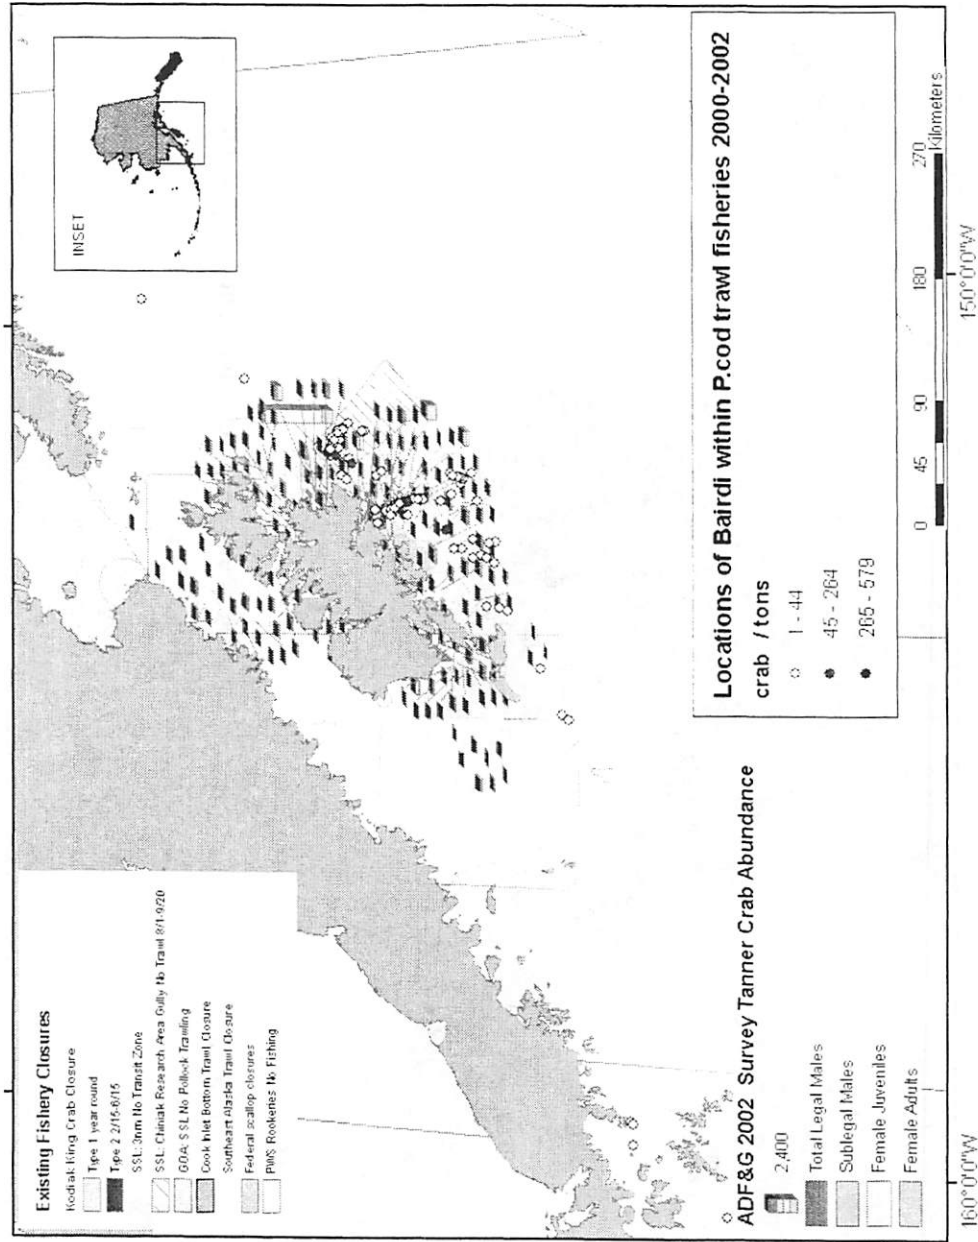 Existing Fishery Closures
Kodiak King Crab Closure
Type 1 year round
Type 2 2/15-6/15
SSL: 3nm No Transit Zone
SSL: Chiniak Research Area Gully No Trawl 8/1-9/20
GOA: SSL No Pollock Trawling
Cook Inlet Bottom Trawl Closure
Southeast Alaska Trawl Closure
Federal scallop closures
PWS Rookeries No Fishing
INSET
ADF&G 2002 Survey Tanner Crab Abundance
2,400
Total Legal Males
Sublegal Males
Female Juveniles
Female Adults
Locations of Bairdi within P.cod trawl fisheries 2000-2002
crab / tons
1 - 44
45 - 264
265 - 579
0 45 90 180 270
Kilometers
160°0'0"W 150°0'0"W